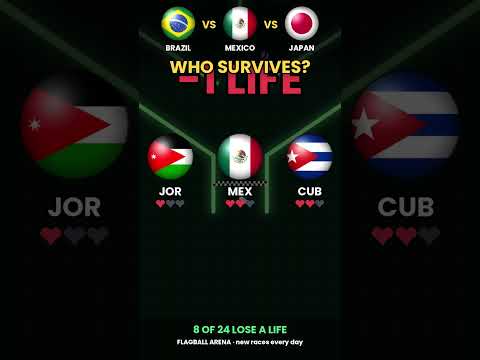 VS VS
BRAZIL MEXICO JAPAN
WHO SURVIVES?
-1 LIFE
JOR MEX CUB
JOR CUB
8 OF 24 LOSE A LIFE
FLAGBALL ARENA · new races every day